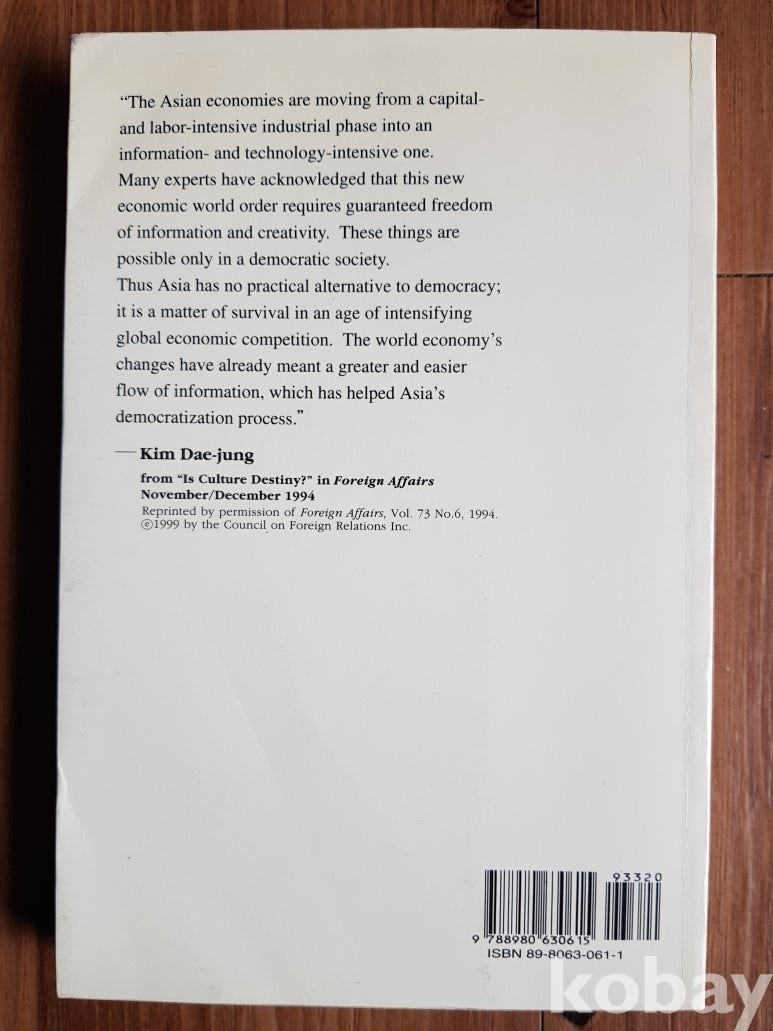 “The Asian economies are moving from a capital-
and labor-intensive industrial phase into an
information- and technology-intensive one.
Many experts have acknowledged that this new
economic world order requires guaranteed freedom
of information and creativity. These things are
possible only in a democratic society.
Thus Asia has no practical alternative to democracy;
it is a matter of survival in an age of intensifying
global economic competition. The world economy’s
changes have already meant a greater and easier
flow of information, which has helped Asia’s
democratization process.”
— Kim Dae-jung
from “Is Culture Destiny?” in Foreign Affairs
November/December 1994
Reprinted by permission of Foreign Affairs, Vol. 73 No.6, 1994.
©1999 by the Council on Foreign Relations Inc.
93320
9 788980 630615
ISBN 89-8063-061-1
kobay